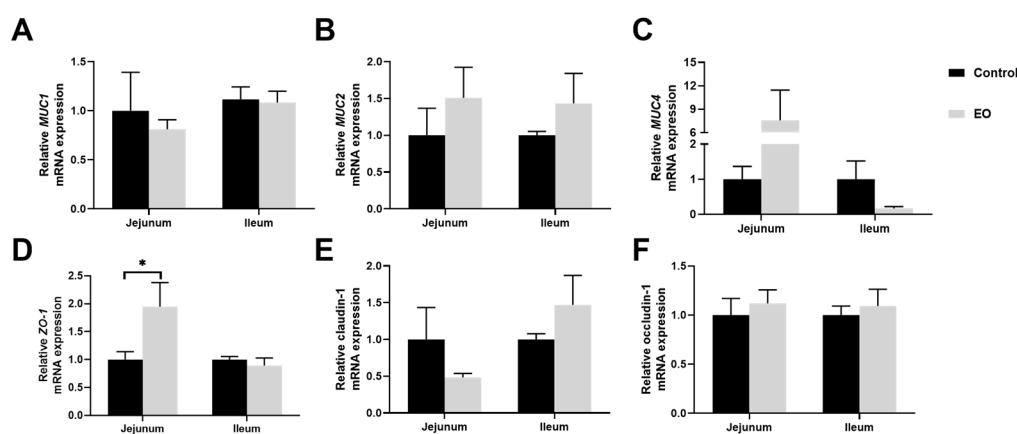 A
Relative MUC1
mRNA expression
1.5
1.0
0.5
0.0
Jejunum
Ileum
B
Relative MUC2
mRNA expression
2.0
1.5
1.0
0.5
0.0
Jejunum
Ileum
C
Relative MUC4
mRNA expression
15
12
9
6
2
1
0
Jejunum
Ileum
Control
EO
D
Relative ZO-1
mRNA expression
2.5
2.0
1.5
1.0
0.5
0.0
*
Jejunum
Ileum
E
Relative claudin-1
mRNA expression
2.0
1.5
1.0
0.5
0.0
Jejunum
Ileum
F
Relative occludin-1
mRNA expression
1.5
1.0
0.5
0.0
Jejunum
Ileum